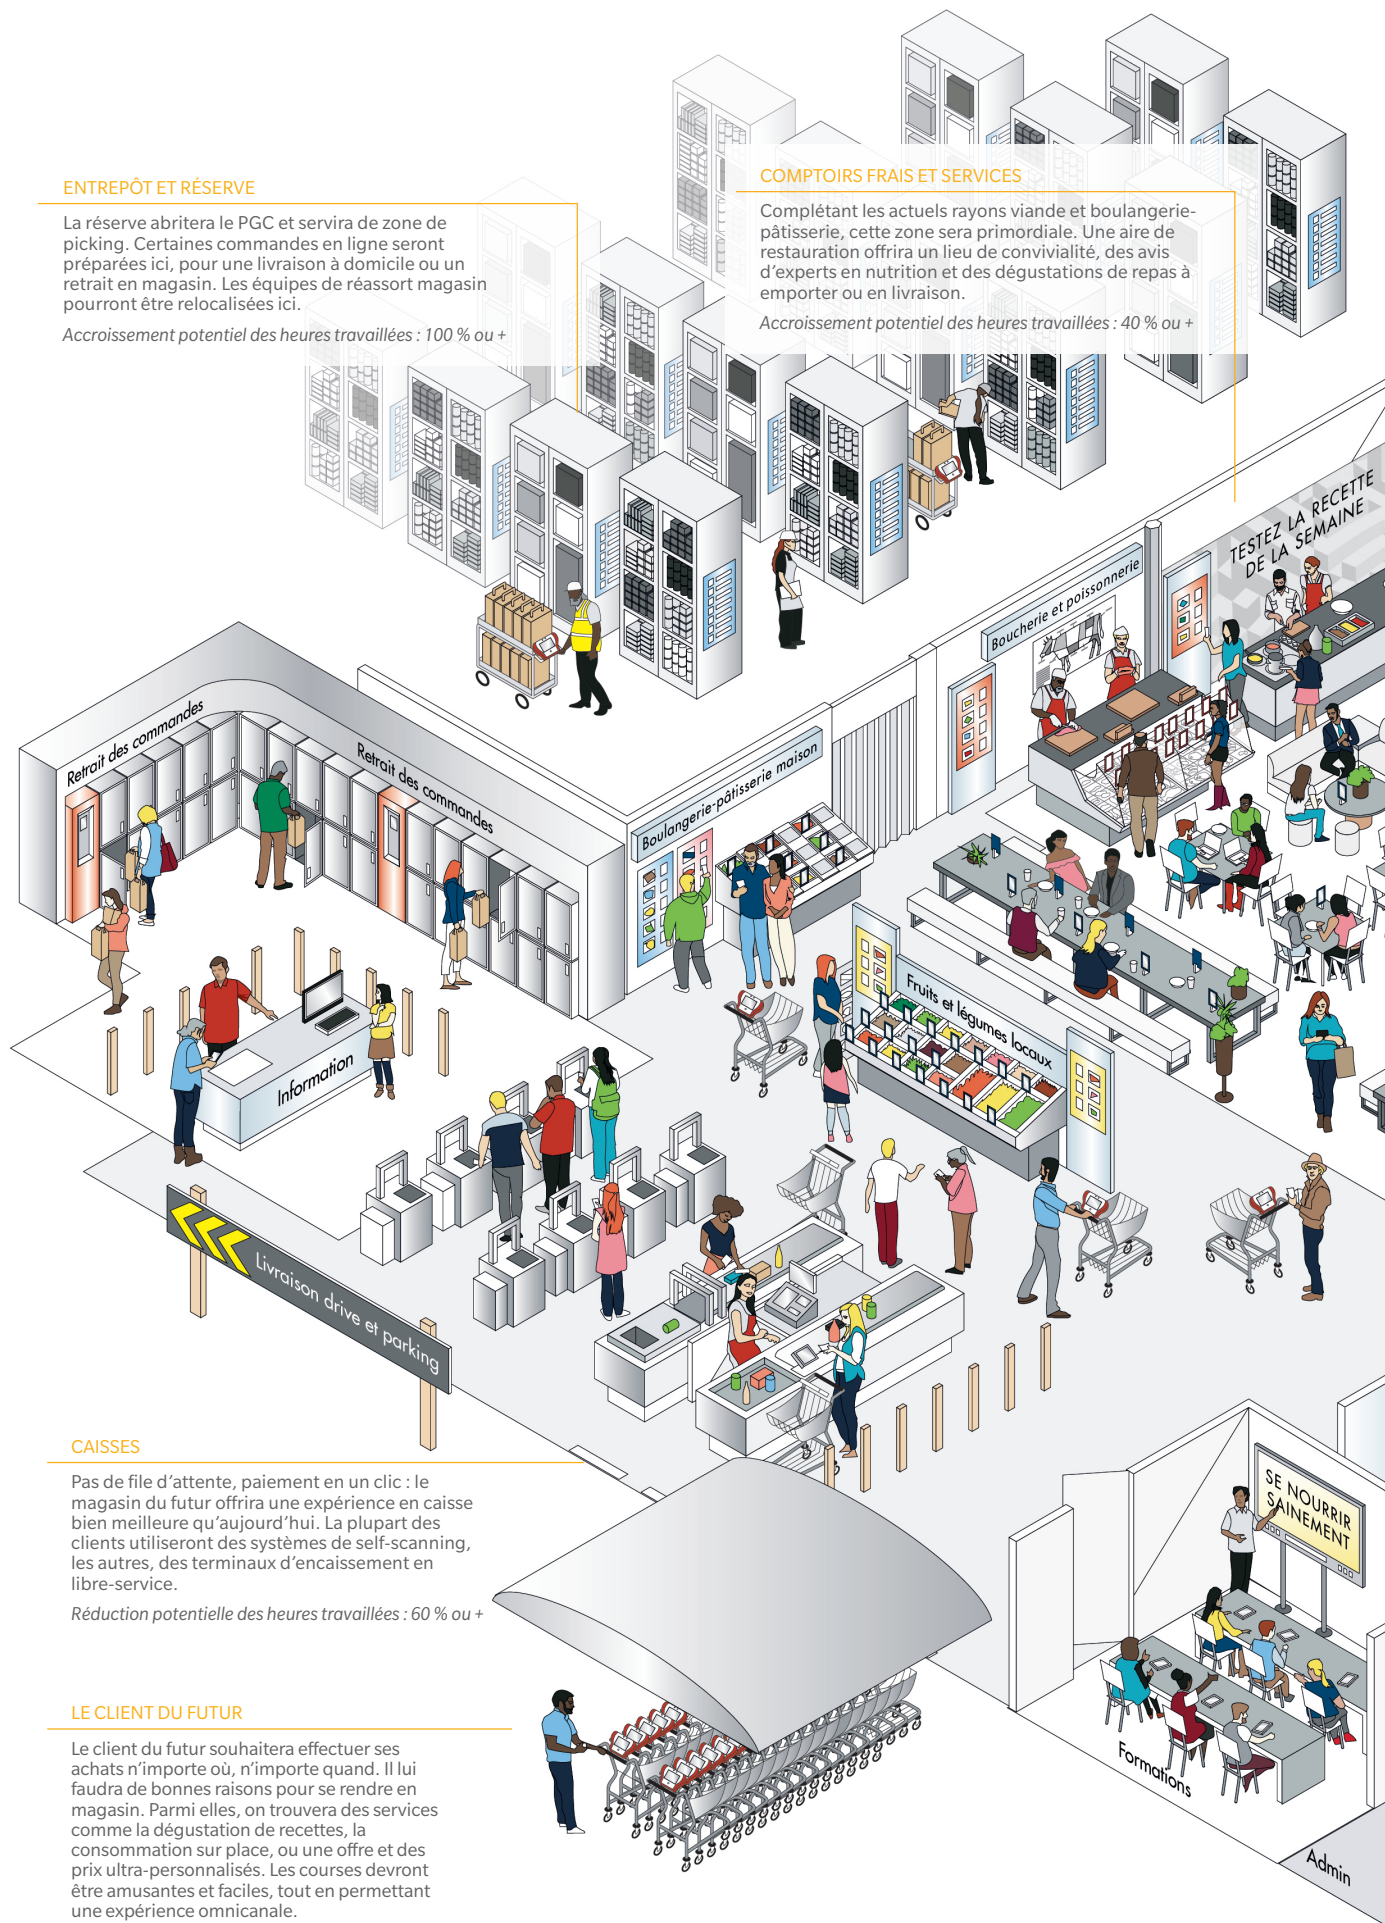 ENTREPÔT ET RÉSERVE
La réserve abritera le PGC et servira de zone de
picking. Certaines commandes en ligne seront
préparées ici, pour une livraison à domicile ou un
retrait en magasin. Les équipes de réassort magasin
pourront être relocalisées ici.
Accroissement potentiel des heures travaillées : 100 % ou +
COMPTOIRS FRAIS ET SERVICES
Complétant les actuels rayons viande et boulangerie-
pâtisserie, cette zone sera primordiale. Une aire de
restauration offrira un lieu de convivialité, des avis
d’experts en nutrition et des dégustations de repas à
emporter ou en livraison.
Accroissement potentiel des heures travaillées : 40 % ou +
TESTEZ LA RECETTE
DE LA SEMAINE
Boucherie et poissonnerie
Retrait des commandes
Retrait des commandes
Boulangerie-pâtisserie maison
Fruits et légumes locaux
Information
Livraison drive et parking
CAISSES
Pas de file d’attente, paiement en un clic : le
magasin du futur offrira une expérience en caisse
bien meilleure qu’aujourd’hui. La plupart des
clients utiliseront des systèmes de self-scanning,
les autres, des terminaux d’encaissement en
libre-service.
Réduction potentielle des heures travaillées : 60 % ou +
SE NOURRIR
SAINEMENT
Formations
Admin
LE CLIENT DU FUTUR
Le client du futur souhaitera effectuer ses
achats n’importe où, n’importe quand. Il lui
faudra de bonnes raisons pour se rendre en
magasin. Parmi elles, on trouvera des services
comme la dégustation de recettes, la
consommation sur place, ou une offre et des
prix ultra-personnalisés. Les courses devront
être amusantes et faciles, tout en permettant
une expérience omnicanale.